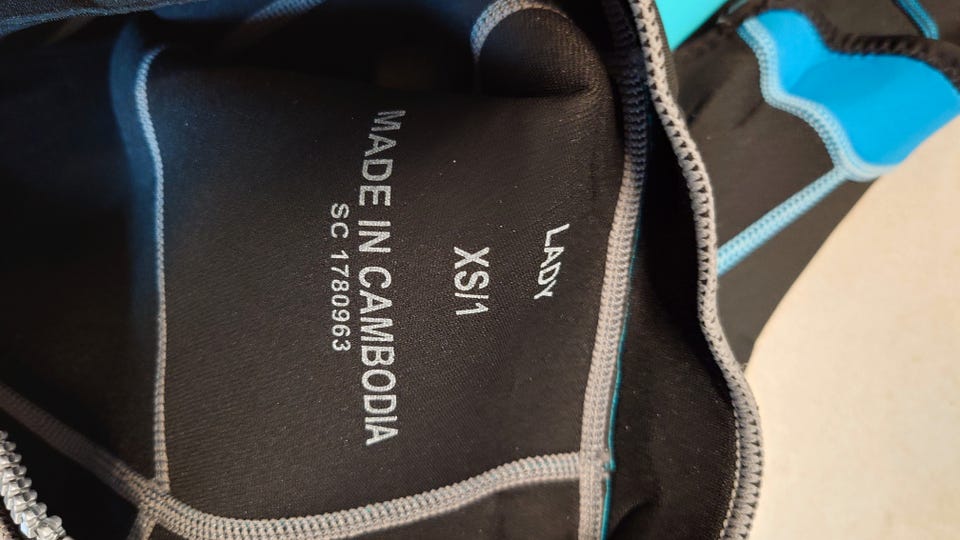 LADY
XS/1
MADE IN CAMBODIA
SC 1780963